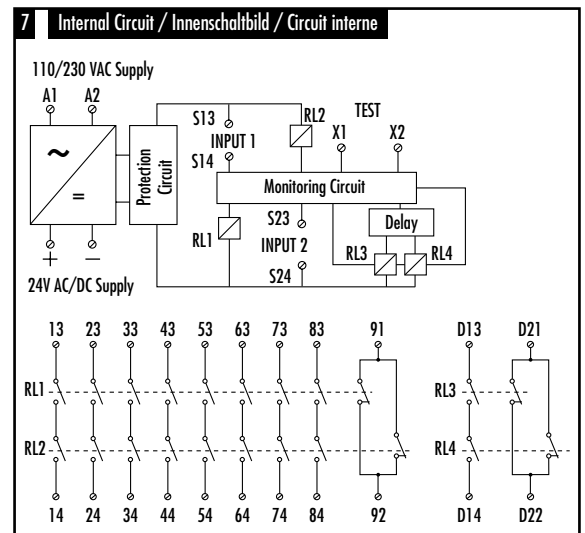 7 Internal Circuit / Innenschaltbild / Circuit interne
110/230 VAC Supply
A1 A2
S13
RL2
TEST
INPUT 1
X1 X2
S14
~
=
Protection
Circuit
Monitoring Circuit
S23
Delay
RL1
INPUT 2
RL3 RL4
+ −
S24
24V AC/DC Supply
13 23 33 43 53 63 73 83 91 D13 D21
RL1 RL3
RL2 RL4
14 24 34 44 54 64 74 84 92 D14 D22